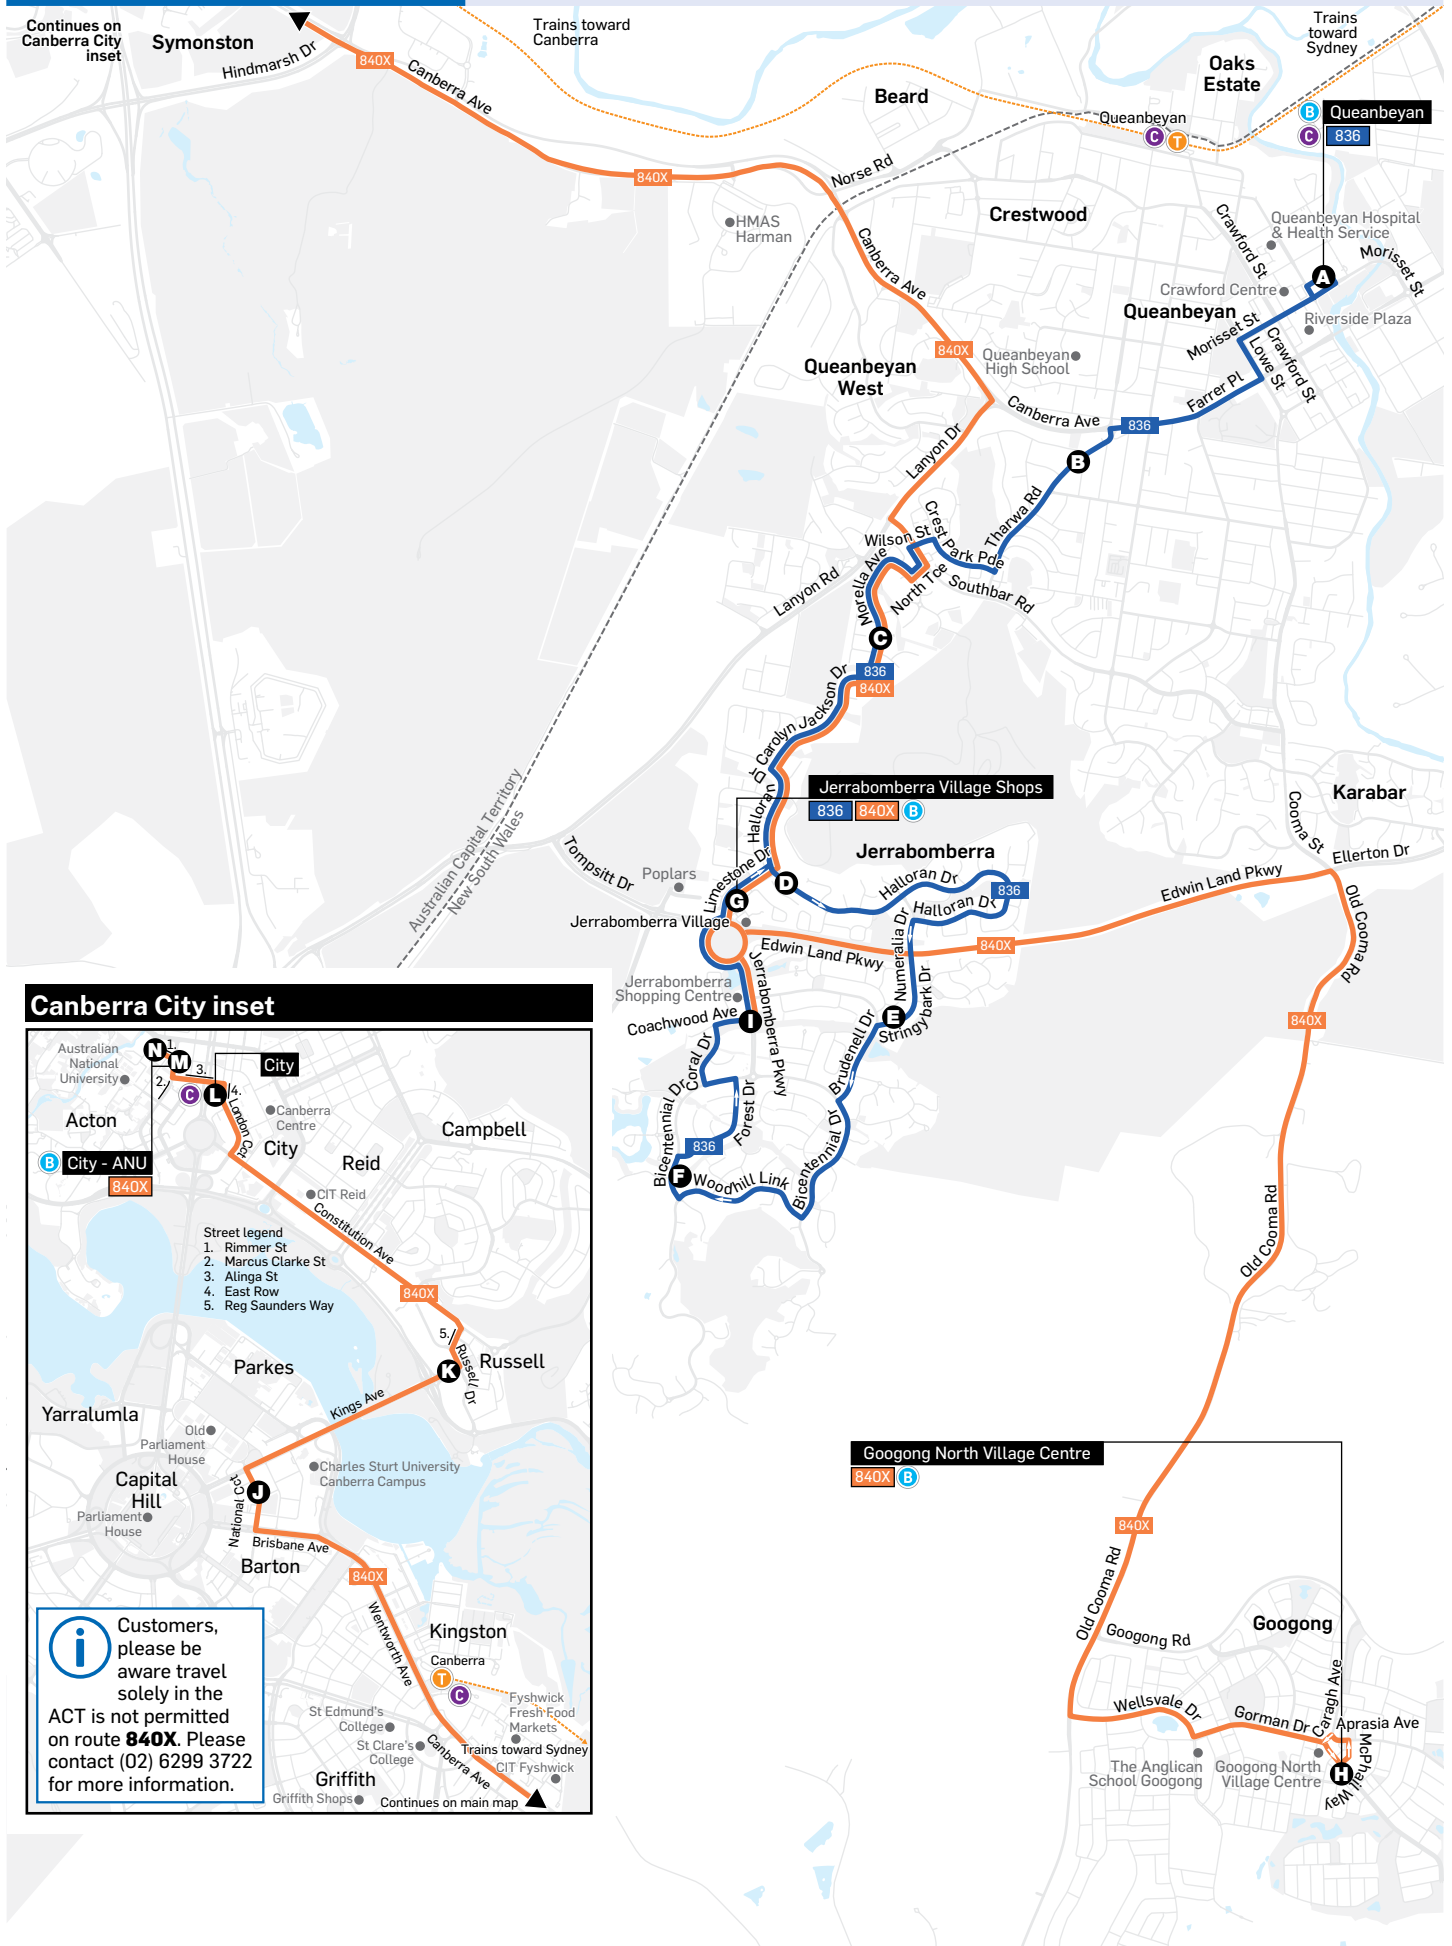 Continues on
Canberra City
inset
Symonston
Hindmarsh Dr
840X
Canberra Ave
Trains toward
Canberra
Trains
toward
Sydney
Oaks
Estate
Beard
Queanbeyan
C
T
B Queanbeyan
C 836
Norse Rd
840X
HMAS
Harman
Crestwood
Crawford St
Queanbeyan Hospital
& Health Service
Morisset St
A
Crawford Centre
Queanbeyan
Riverside Plaza
Morisset St
Crawford St
Lowe St
Canberra Ave
840X
Queanbeyan
High School
Queanbeyan
West
Farrer Pl
Canberra Ave
836
B
Lanyon Dr
Tharwa Rd
Crest Park Pde
Wilson St
Morella Ave
North Tce
Southbar Rd
Lanyon Rd
C
836
840X
Carolyn Jackson Dr
Halloran Dr
Australian Capital Territory
New South Wales
Jerrabomberra Village Shops
836 840X B
Karabar
Cooma St
Ellerton Dr
Jerrabomberra
Tompsitt Dr
Poplars
Limestone Dr
D
Halloran Dr
836
Halloran Dr
Edwin Land Pkwy
Old Cooma Rd
G
Jerrabomberra Village
Edwin Land Pkwy
840X
Numeralia Dr
Jerrabomberra
Shopping Centre
Jerrabomberra Pkwy
Coachwood Ave
I
E
Stringybark Dr
Brudenell Dr
840X
Coral Dr
Forest Dr
Bicentennial Dr
836
F
Woodhill Link
Bicentennial Dr
Old Cooma Rd
Googong North Village Centre
840X B
840X
Old Cooma Rd
Googong Rd
Googong
Wellsvale Dr
Gorman Dr
Caragh Ave
Aprasia Ave
McPhail Way
H
The Anglican
School Googong
Googong North
Village Centre
Canberra City inset
Australian
National
University
N
1.
M
2.
3.
C
L
4.
City
London Cct
Canberra
Centre
Acton
City
Campbell
Reid
B City - ANU
840X
CIT Reid
Constitution Ave
Street legend
1. Rimmer St
2. Marcus Clarke St
3. Alinga St
4. East Row
5. Reg Saunders Way
840X
5.
Russell Dr
Russell
K
Parkes
Kings Ave
Yarralumla
Old
Parliament
House
Charles Sturt University
Canberra Campus
Capital
Hill
Parliament
House
J
National Cct
Brisbane Ave
Barton
840X
Wentworth Ave
Kingston
Canberra
T
C
Fyshwick
Fresh Food
Markets
Trains toward Sydney
St Edmund's
College
St Clare's
College
Canberra Ave
CIT Fyshwick
Griffith
Griffith Shops
Continues on main map
i
Customers,
please be
aware travel
solely in the
ACT is not permitted
on route 840X. Please
contact (02) 6299 3722
for more information.